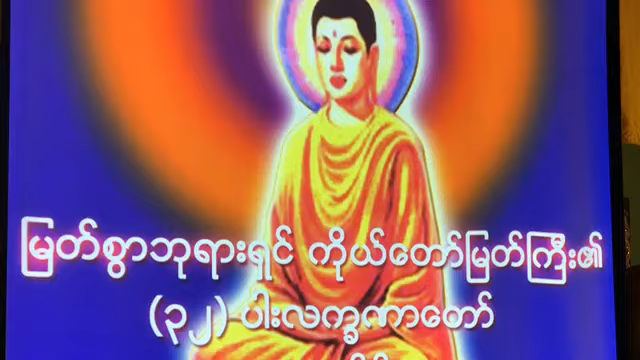 မြတ်စွာဘုရားရှင် ကိုယ်တော်မြတ်ကြီး၏
(၃၂) ပါးလက္ခဏာတော်